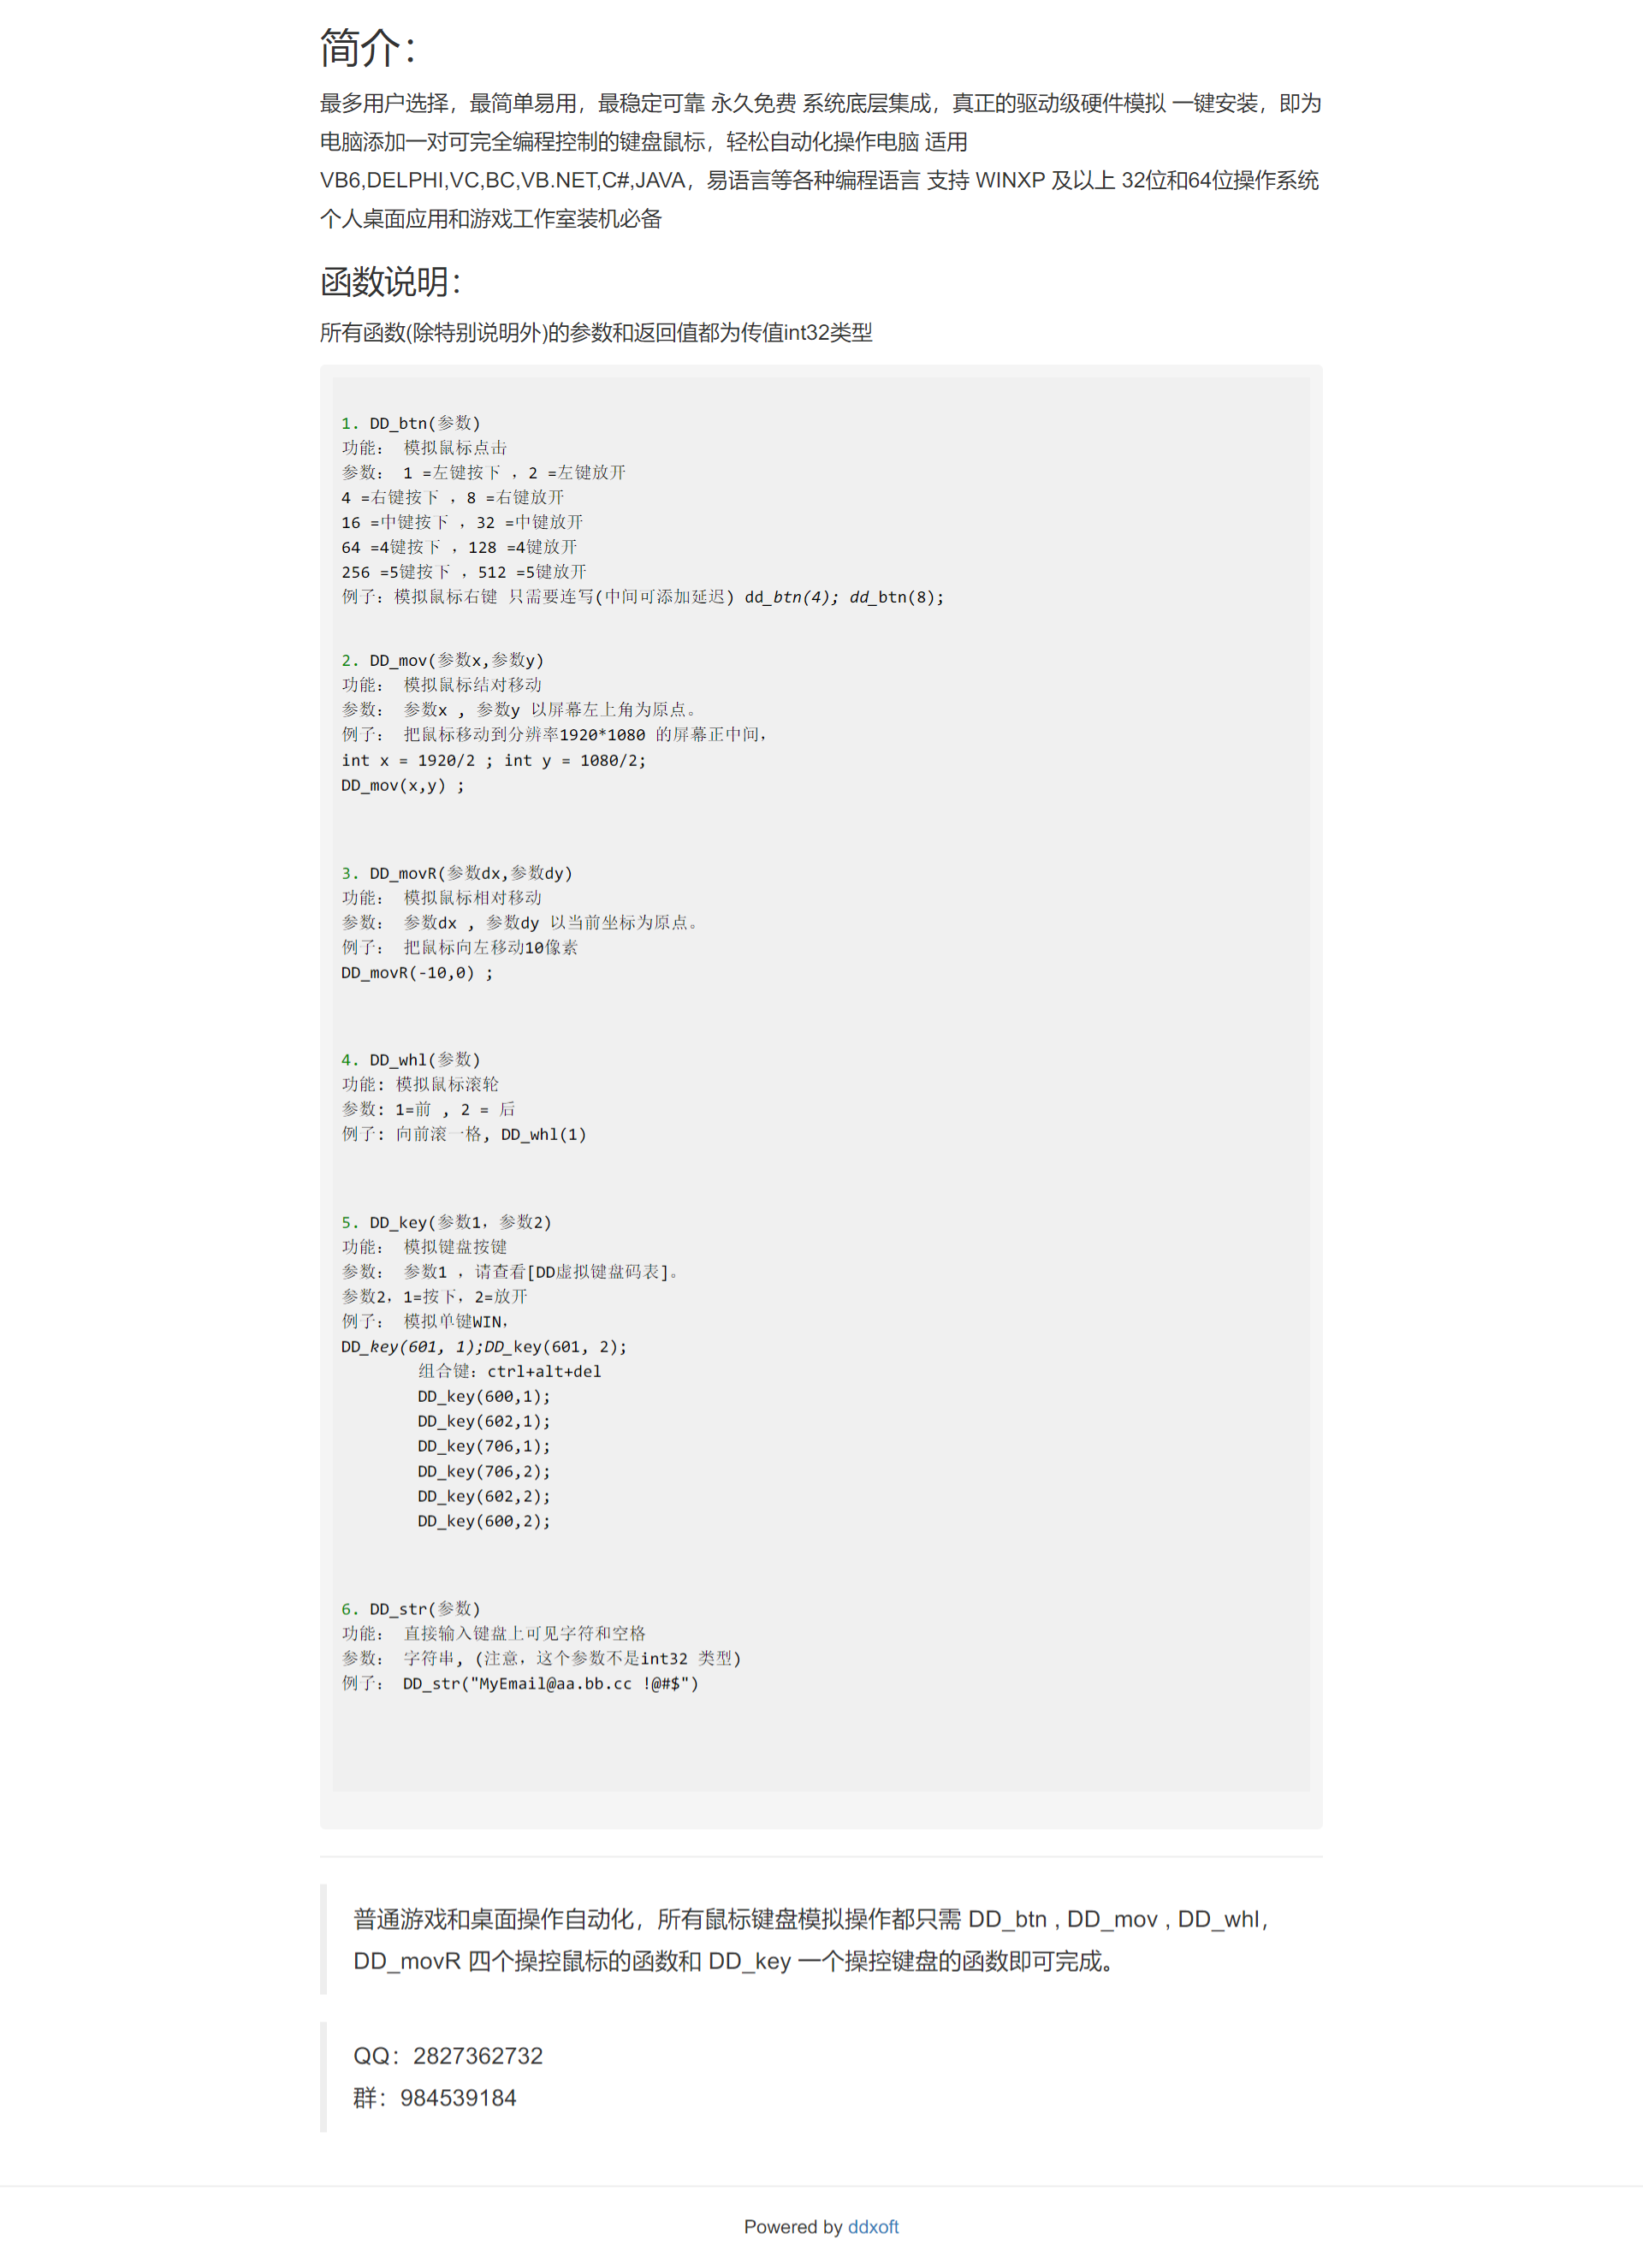 简介：
最多用户选择，最简单易用，最稳定可靠 永久免费 系统底层集成，真正的驱动级硬件模拟 一键安装，即为
电脑添加一对可完全编程控制的键盘鼠标，轻松自动化操作电脑 适用
VB6,DELPHI,VC,BC,VB.NET,C#,JAVA，易语言等各种编程语言 支持 WINXP 及以上 32位和64位操作系统
个人桌面应用和游戏工作室装机必备
函数说明：
所有函数(除特别说明外)的参数和返回值都为传值int32类型
1. DD_btn(参数)
功能： 模拟鼠标点击
参数： 1 =左键按下 ，2 =左键放开
4 =右键按下 ，8 =右键放开
16 =中键按下 ，32 =中键放开
64 =4键按下 ，128 =4键放开
256 =5键按下 ，512 =5键放开
例子：模拟鼠标右键 只需要连写(中间可添加延迟) dd_btn(4); dd_btn(8);
2. DD_mov(参数x,参数y)
功能： 模拟鼠标结对移动
参数： 参数x , 参数y 以屏幕左上角为原点。
例子： 把鼠标移动到分辨率1920*1080 的屏幕正中间，
int x = 1920/2 ; int y = 1080/2;
DD_mov(x,y) ;
3. DD_movR(参数dx,参数dy)
功能： 模拟鼠标相对移动
参数： 参数dx , 参数dy 以当前坐标为原点。
例子： 把鼠标向左移动10像素
DD_movR(-10,0) ;
4. DD_whl(参数)
功能: 模拟鼠标滚轮
参数: 1=前 , 2 = 后
例子: 向前滚一格, DD_whl(1)
5. DD_key(参数1，参数2)
功能： 模拟键盘按键
参数： 参数1 ，请查看[DD虚拟键盘码表]。
参数2，1=按下，2=放开
例子： 模拟单键WIN，
DD_key(601, 1);DD_key(601, 2);
组合键：ctrl+alt+del
DD_key(600,1);
DD_key(602,1);
DD_key(706,1);
DD_key(706,2);
DD_key(602,2);
DD_key(600,2);
6. DD_str(参数)
功能： 直接输入键盘上可见字符和空格
参数： 字符串, (注意，这个参数不是int32 类型)
例子： DD_str("MyEmail@aa.bb.cc !@#$")
普通游戏和桌面操作自动化，所有鼠标键盘模拟操作都只需 DD_btn , DD_mov , DD_whl，
DD_movR 四个操控鼠标的函数和 DD_key 一个操控键盘的函数即可完成。
QQ：2827362732
群：984539184
Powered by ddxoft